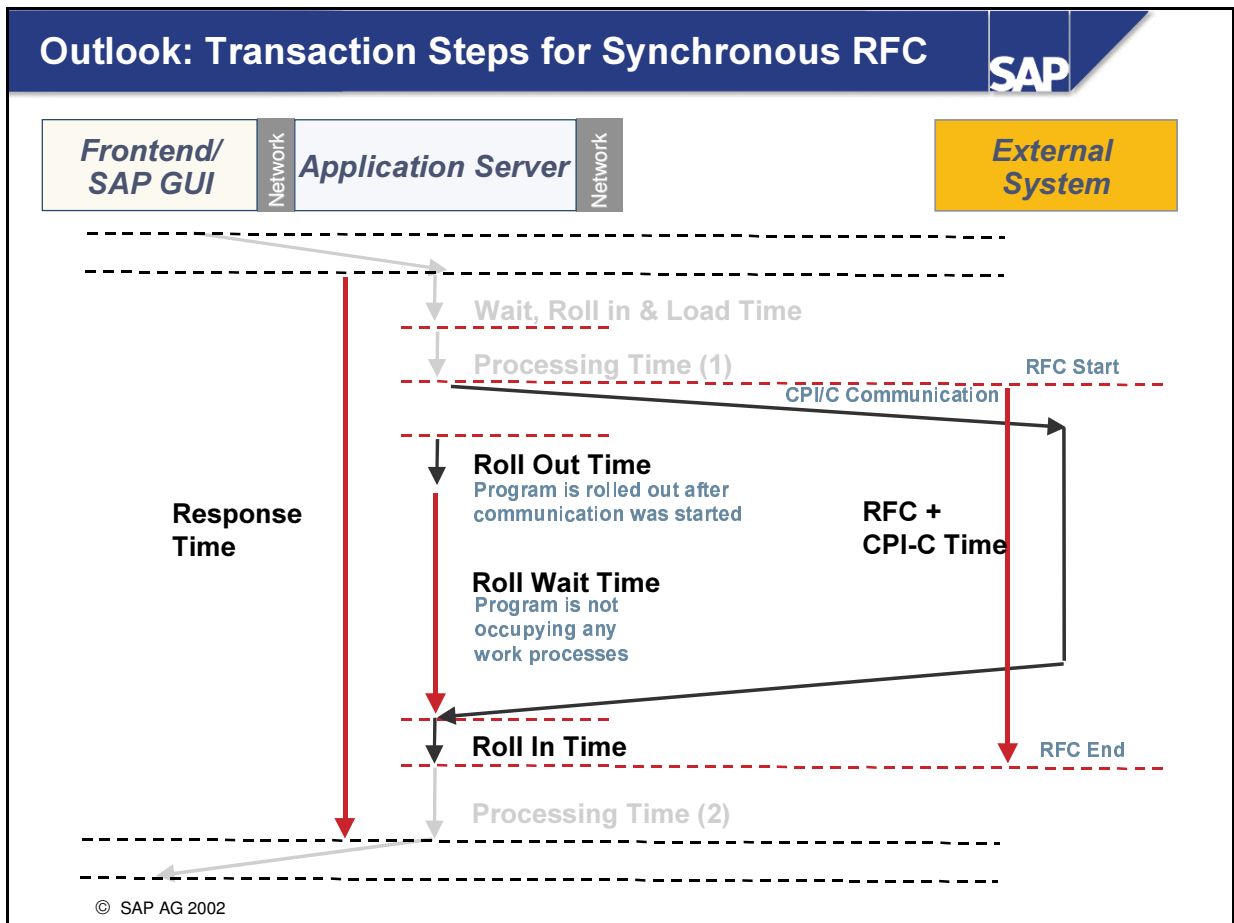 Outlook: Transaction Steps for Synchronous RFC
SAP
Frontend/
SAP GUI
Network
Application Server
Network
External
System
Wait, Roll in & Load Time
Processing Time (1)
RFC Start
CPI/C Communication
Roll Out Time
Program is rolled out after
communication was started
Response
Time
RFC +
CPI-C Time
Roll Wait Time
Program is not
occupying any
work processes
Roll In Time
RFC End
Processing Time (2)
© SAP AG 2002